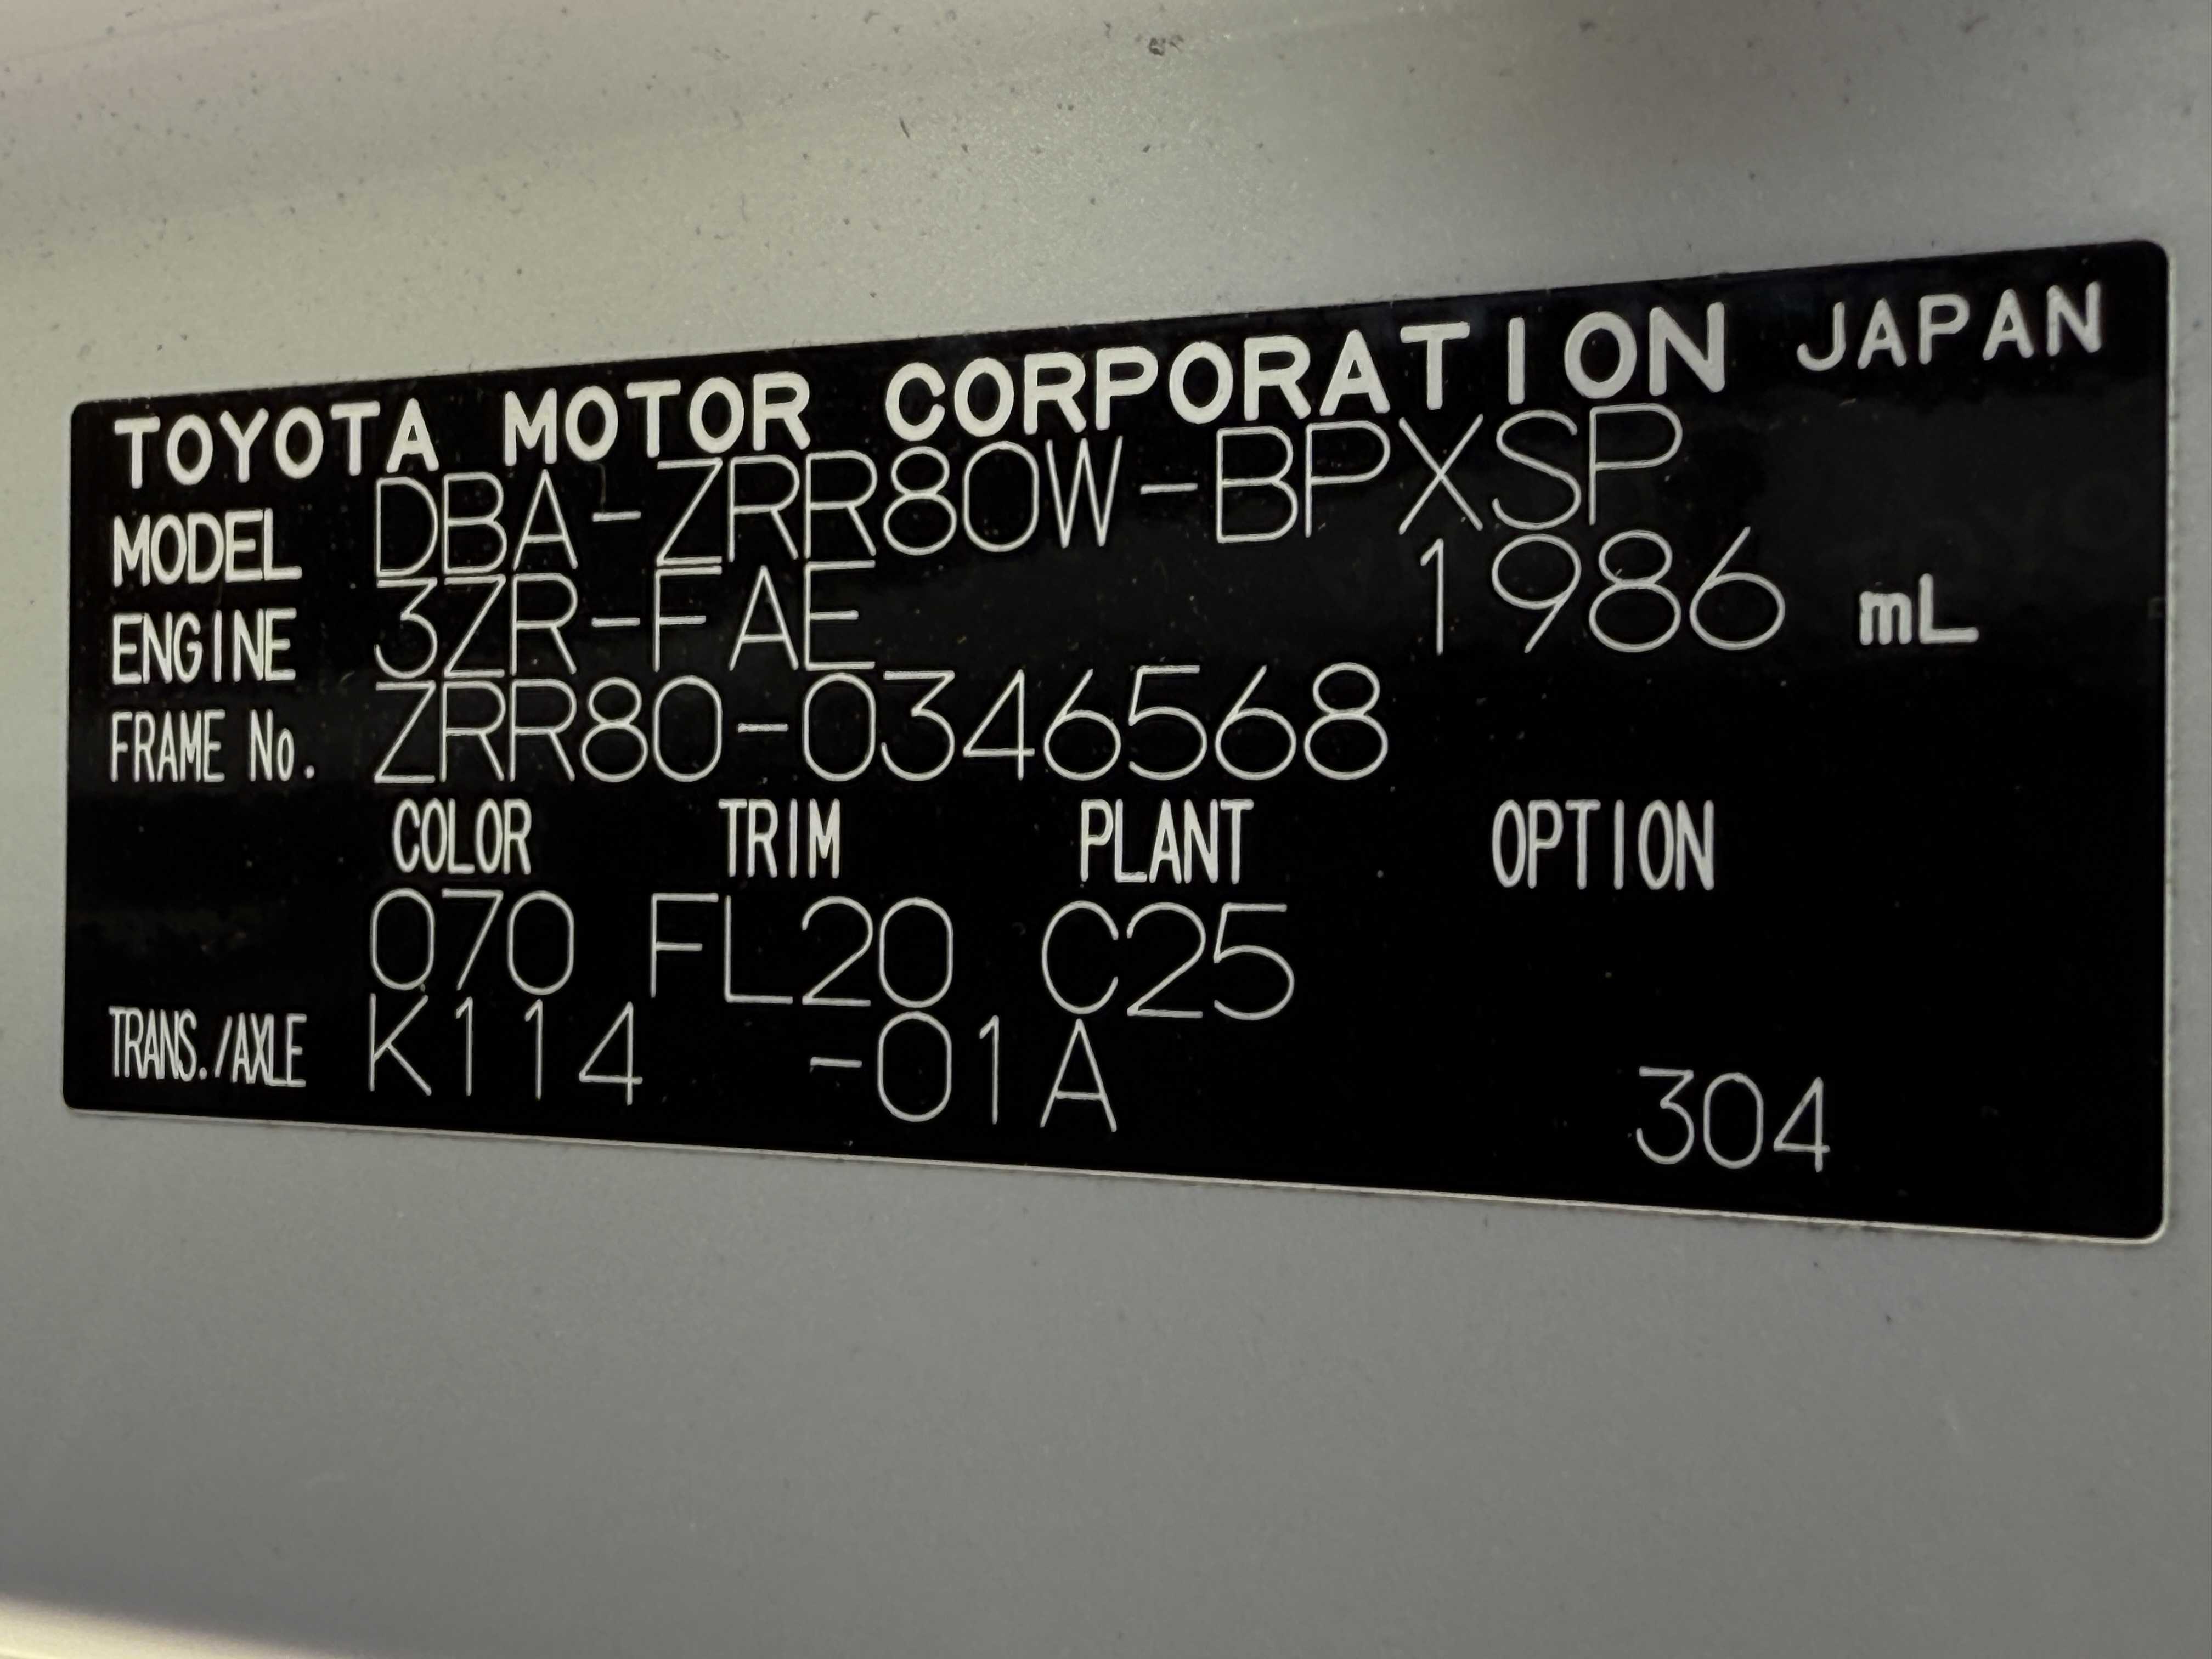 TOYOTA MOTOR CORPORATION JAPAN
MODEL DBA-ZRR80W-BPXSP
ENGINE 3ZR-FAE 1986 mL
FRAME No. ZRR80-0346568
COLOR TRIM PLANT OPTION
070 FL20 C25
TRANS./AXLE K114 -01A 304